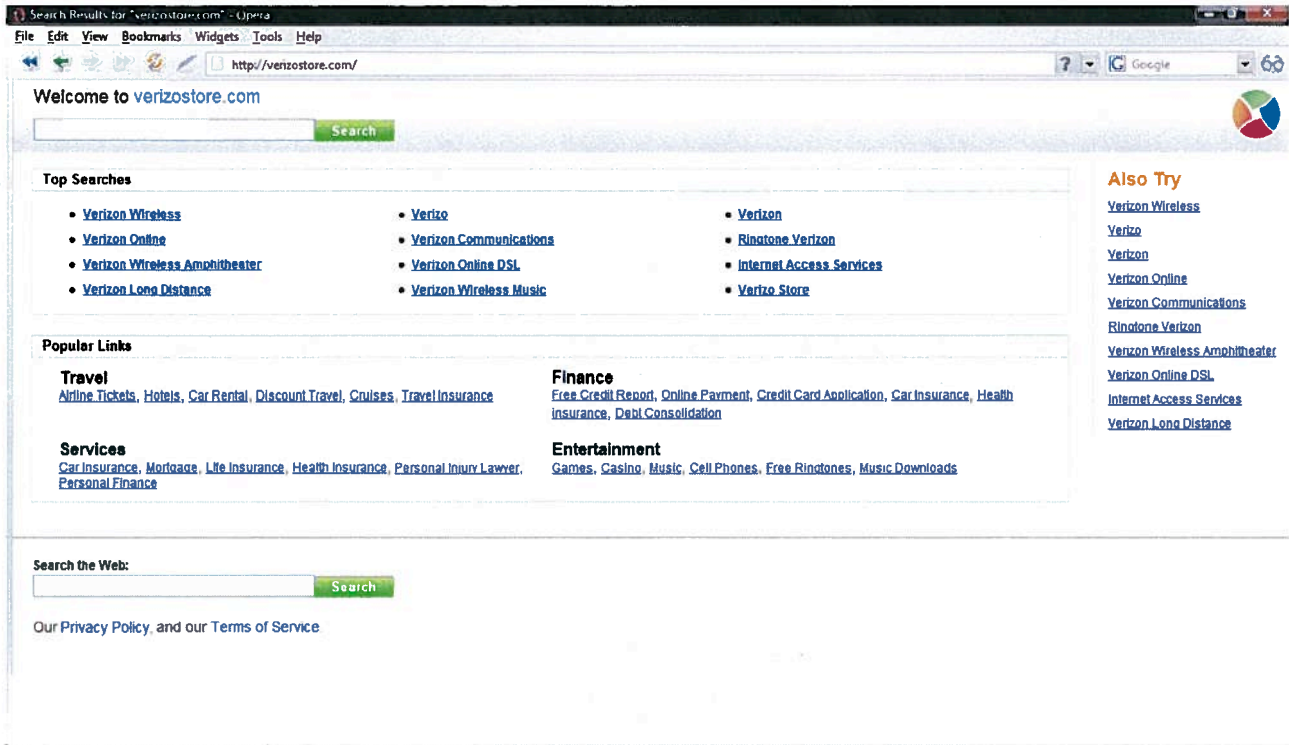 Search Results for "verizostore.com" - Opera
File Edit View Bookmarks Widgets Tools Help
http://verizostore.com/
? Google
Welcome to verizostore.com
Search
Top Searches
Verizon Wireless
Verizo
Verizon
Verizon Online
Verizon Communications
Ringtone Verizon
Verizon Wireless Amphitheater
Verizon Online DSL
Internet Access Services
Verizon Long Distance
Verizon Wireless Music
Verizo Store
Also Try
Verizon Wireless
Verizo
Verizon
Verizon Online
Verizon Communications
Ringtone Verizon
Verizon Wireless Amphitheater
Verizon Online DSL
Internet Access Services
Verizon Long Distance
Popular Links
Travel
Airline Tickets, Hotels, Car Rental, Discount Travel, Cruises, Travel Insurance
Finance
Free Credit Report, Online Payment, Credit Card Application, Car Insurance, Health
Insurance, Debt Consolidation
Services
Car Insurance, Mortgage, Life Insurance, Health Insurance, Personal Injury Lawyer,
Personal Finance
Entertainment
Games, Casino, Music, Cell Phones, Free Ringtones, Music Downloads
Search the Web:
Search
Our Privacy Policy, and our Terms of Service